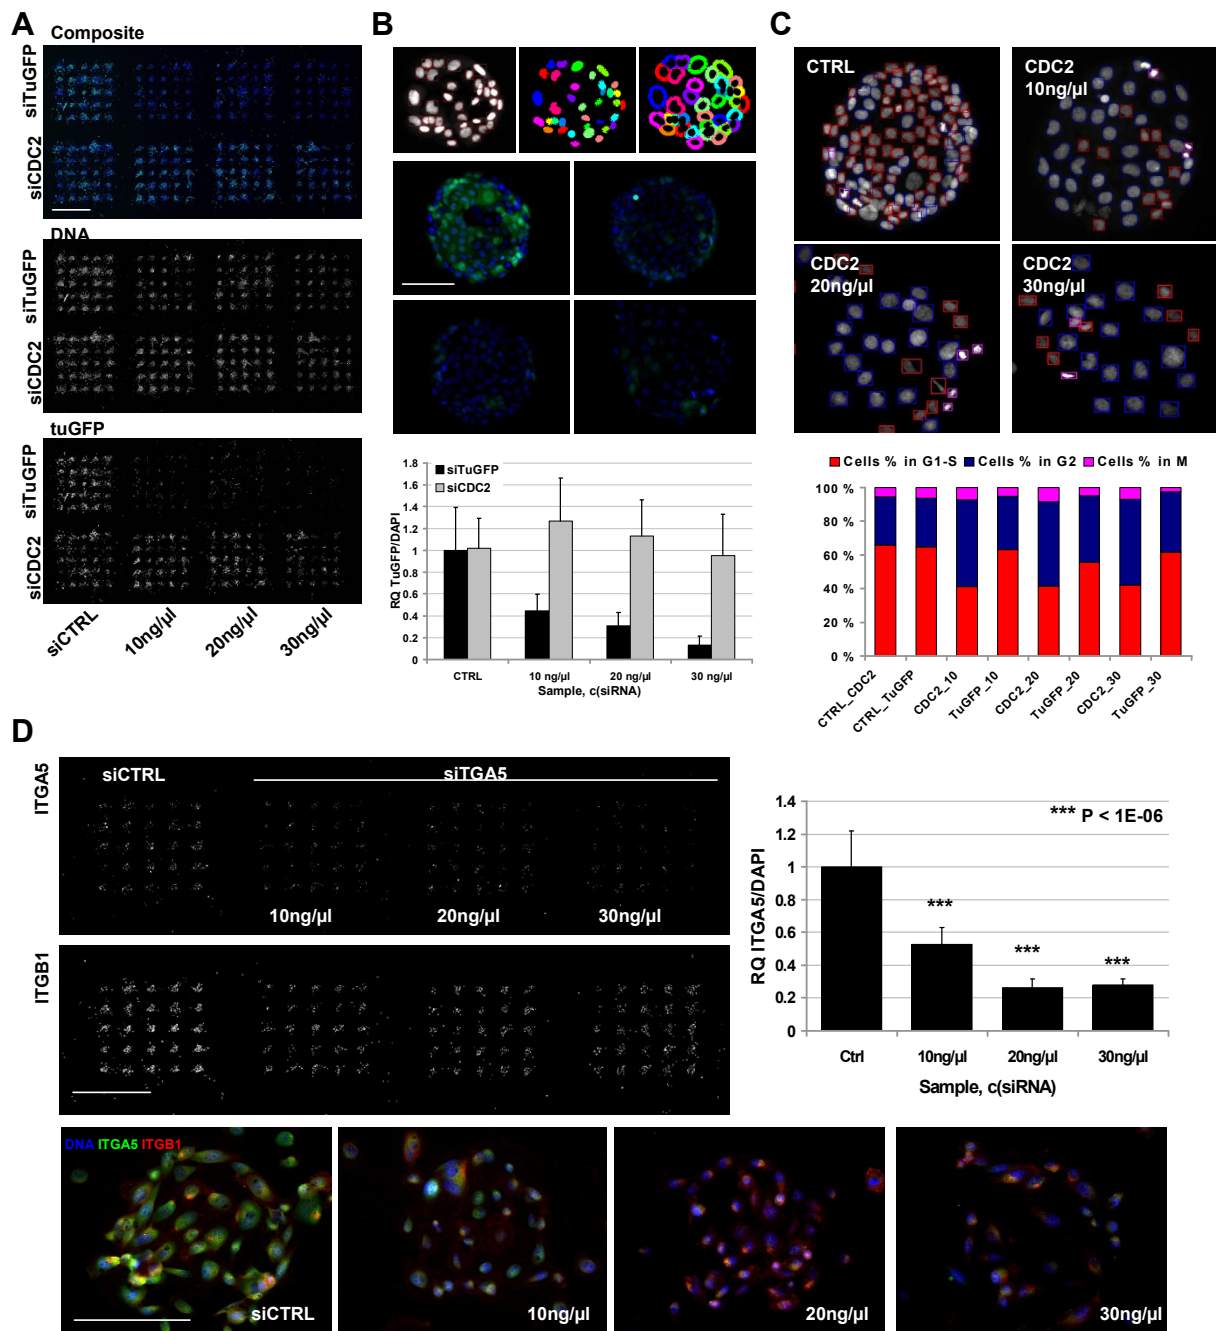 A
Composite
siTuGFP
siCDC2
DNA
siTuGFP
siCDC2
tuGFP
siTuGFP
siCDC2
siCTRL
10ng/µl
20ng/µl
30ng/µl
B
1.8
1.6
1.4
1.2
1
0.8
0.6
0.4
0.2
0
RQ TuGFP/DAPI
siTuGFP
siCDC2
CTRL
10 ng/µl
20 ng/µl
30 ng/µl
Sample, c(siRNA)
C
CTRL
CDC2
10ng/µl
CDC2
20ng/µl
CDC2
30ng/µl
Cells % in G1-S
Cells % in G2
Cells % in M
100 %
80 %
60 %
40 %
20 %
0 %
CTRL_CDC2
CTRL_TuGFP
CDC2_10
TuGFP_10
CDC2_20
TuGFP_20
CDC2_30
TuGFP_30
D
ITGA5
siCTRL
siTGA5
10ng/µl
20ng/µl
30ng/µl
ITGB1
1.4
1.2
1
0.8
0.6
0.4
0.2
0
RQ ITGA5/DAPI
*** P < 1E-06
***
***
***
Ctrl
10ng/µl
20ng/µl
30ng/µl
Sample, c(siRNA)
DNA ITGA5 ITGB1
siCTRL
10ng/µl
20ng/µl
30ng/µl